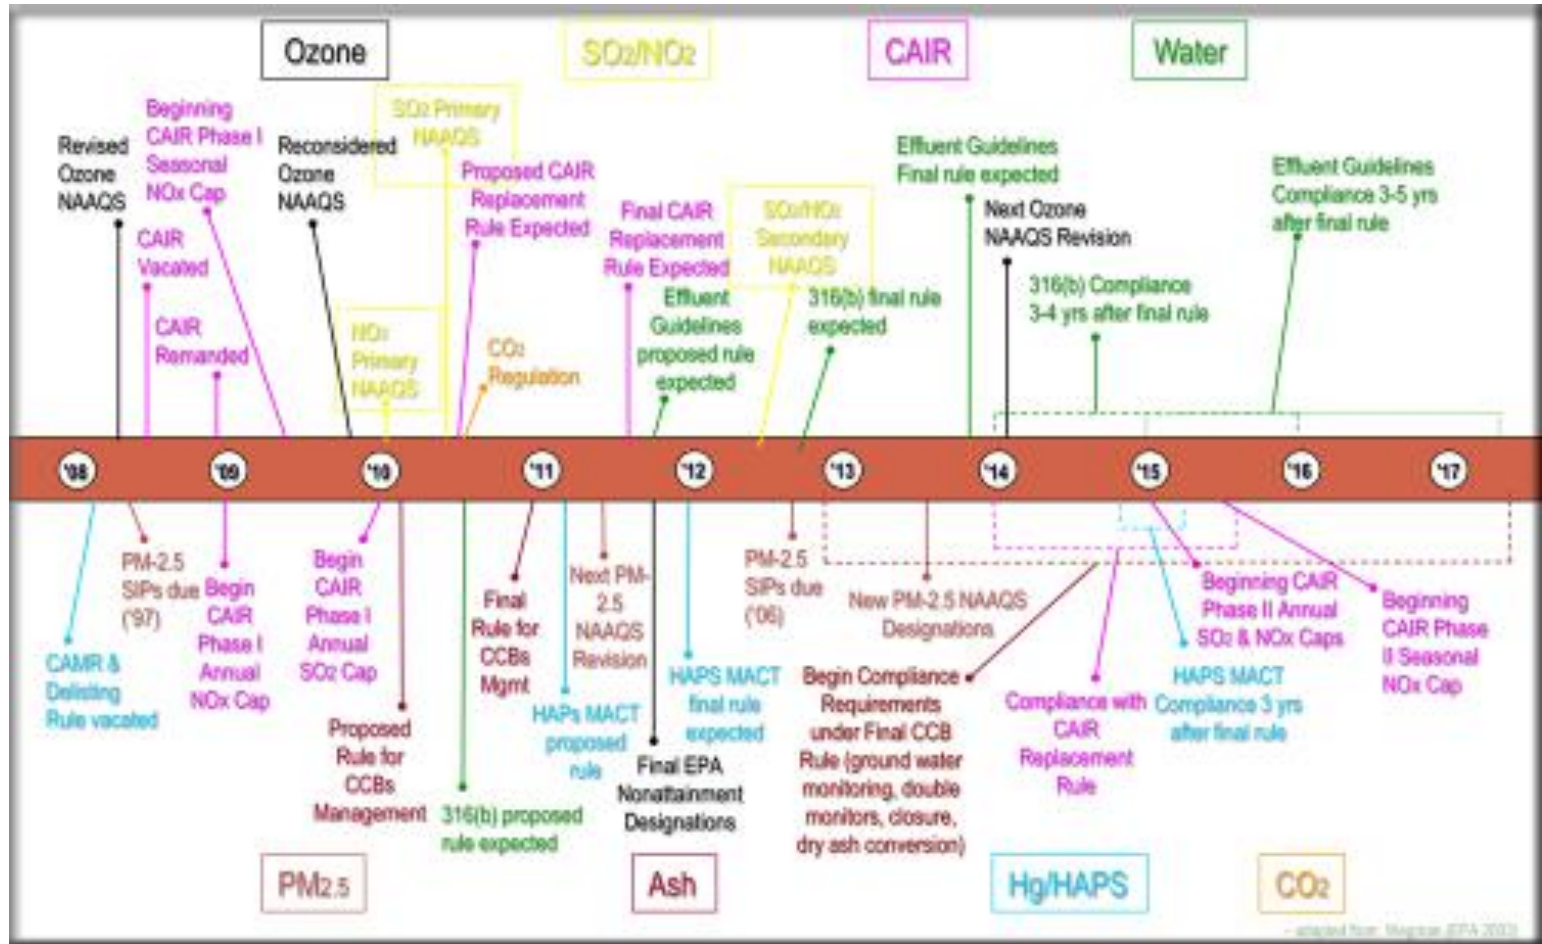 Ozone
SO2/NO2
CAIR
Water
Revised
Ozone
NAAQS
Beginning
CAIR Phase I
Seasonal
NOx Cap
CAIR
Vacated
CAIR
Remanded
Reconsidered
Ozone
NAAQS
SO2 Primary
NAAQS
NO2
Primary
NAAQS
Proposed CAIR
Replacement
Rule Expected
CO2
Regulation
Final CAIR
Replacement
Rule Expected
Effluent
Guidelines
proposed rule
expected
SO2/NO2
Secondary
NAAQS
316(b) final rule
expected
Effluent Guidelines
Final rule expected
Next Ozone
NAAQS Revision
316(b) Compliance
3-4 yrs after final rule
Effluent Guidelines
Compliance 3-5 yrs
after final rule
'08
'09
'10
'11
'12
'13
'14
'15
'16
'17
CAMR &
Delisting
Rule vacated
PM-2.5
SIPs due
('97)
Begin
CAIR
Phase I
Annual
NOx Cap
Begin
CAIR
Phase I
Annual
SO2 Cap
Proposed
Rule for
CCBs
Management
316(b) proposed
rule expected
Final
Rule for
CCBs
Mgmt
HAPs MACT
proposed
rule
Next PM-
2.5
NAAQS
Revision
Final EPA
Nonattainment
Designations
HAPS MACT
final rule
expected
PM-2.5
SIPs due
('06)
New PM-2.5 NAAQS
Designations
Begin Compliance
Requirements
under Final CCB
Rule (ground water
monitoring, double
monitors, closure,
dry ash conversion)
Compliance with
CAIR
Replacement
Rule
Beginning CAIR
Phase II Annual
SO2 & NOx Caps
HAPS MACT
Compliance 3 yrs
after final rule
Beginning
CAIR Phase
II Seasonal
NOx Cap
PM2.5
Ash
Hg/HAPS
CO2
adapted from